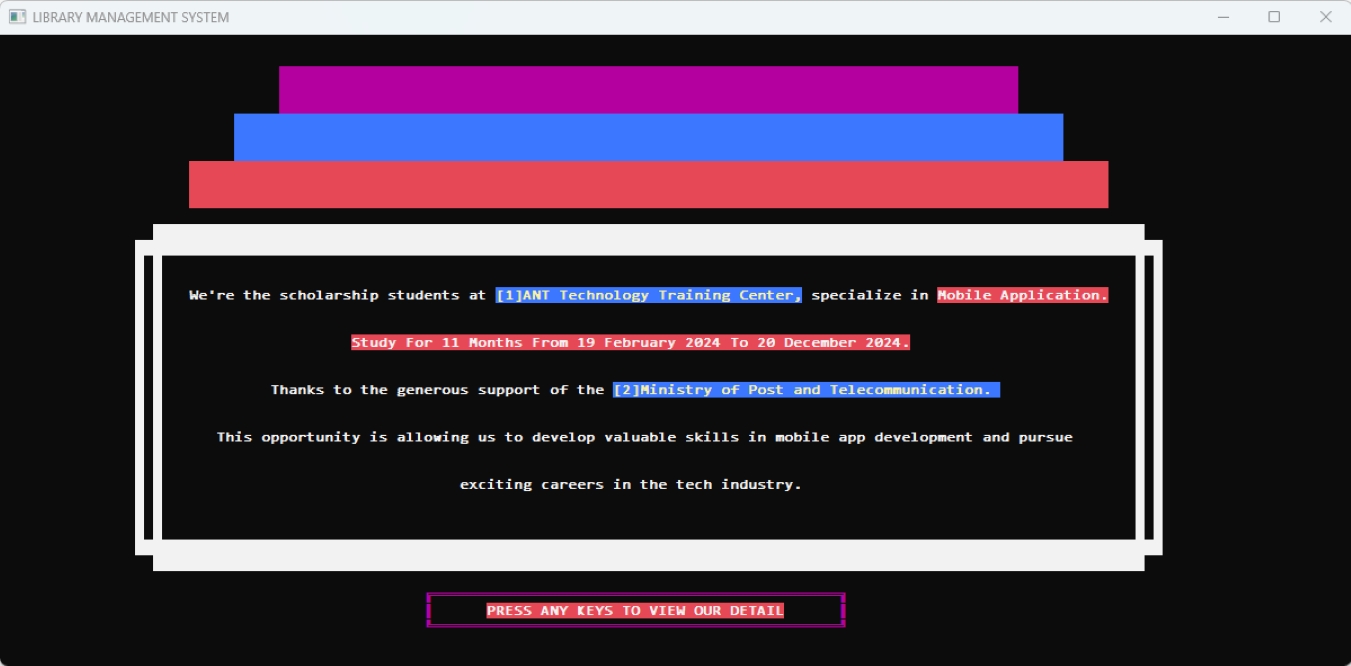 LIBRARY MANAGEMENT SYSTEM
We're the scholarship students at [1]ANT Technology Training Center, specialize in Mobile Application.
Study For 11 Months From 19 February 2024 To 20 December 2024.
Thanks to the generous support of the [2]Ministry of Post and Telecommunication.
This opportunity is allowing us to develop valuable skills in mobile app development and pursue
exciting careers in the tech industry.
PRESS ANY KEYS TO VIEW OUR DETAIL